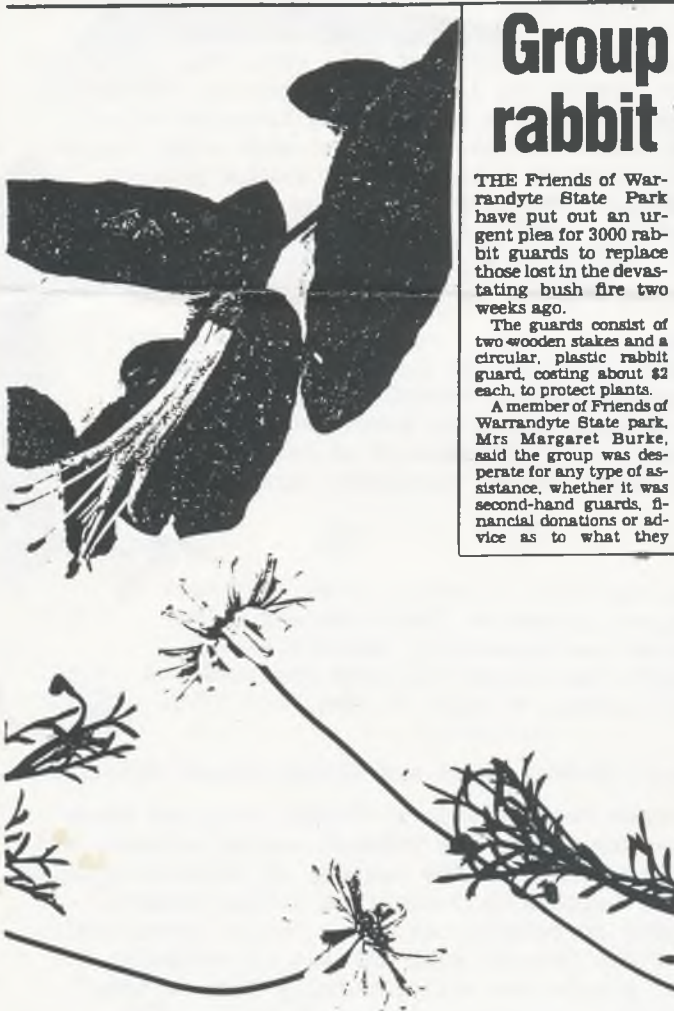 Group
rabbit
THE Friends of War-
randyte State Park
have put out an ur-
gent plea for 3000 rab-
bit guards to replace
those lost in the devas-
tating bush fire two
weeks ago.
The guards consist of
two wooden stakes and a
circular, plastic rabbit
guard, costing about $2
each, to protect plants.
A member of Friends of
Warrandyte State park,
Mrs Margaret Burke,
said the group was des-
perate for any type of as-
sistance, whether it was
second-hand guards, fi-
nancial donations or ad-
vice as to what they